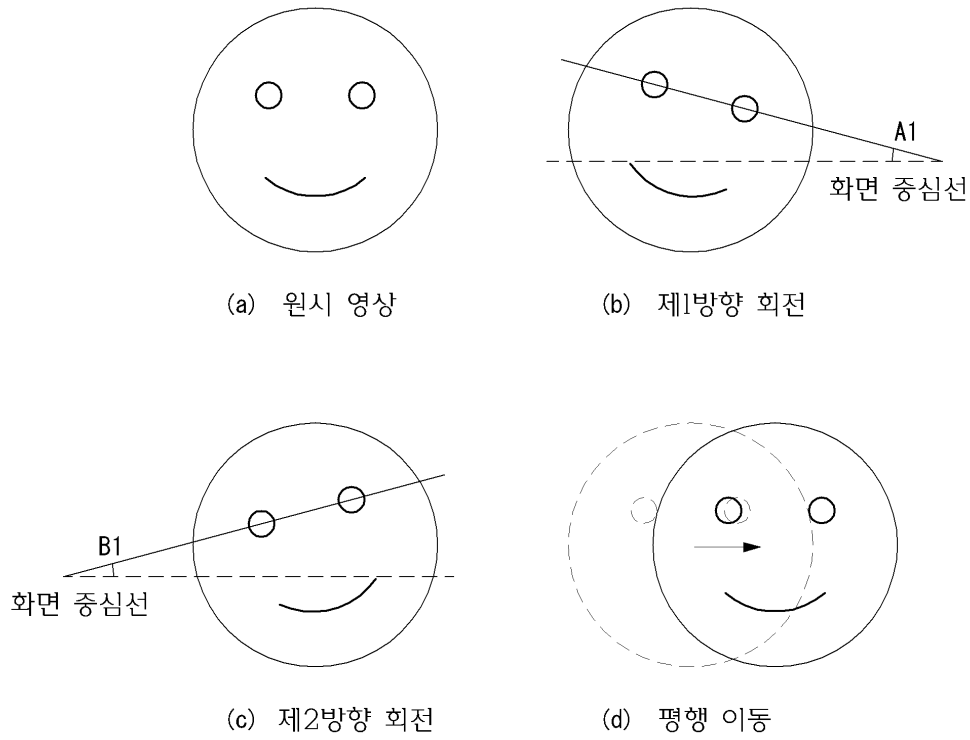 A1
화면 중심선
(a) 원시 영상
(b) 제1방향 회전
B1
화면 중심선
(c) 제2방향 회전
(d) 평행 이동